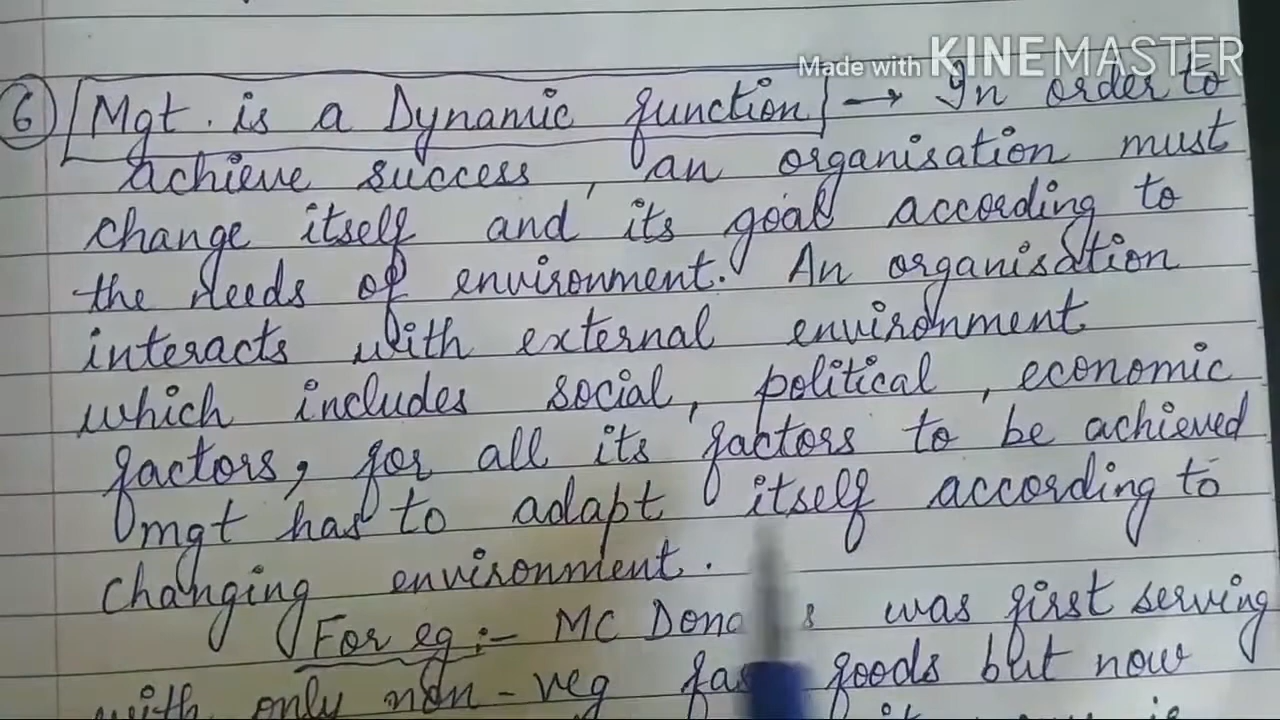 Made with KINEMASTER
6 Mgt. is a Dynamic function → In order to
achieve success, an organisation must
change itself and its goal according to
the needs of environment. An organisation
interacts with external environment
which includes social, political, economic
factors, for all its factors to be achieved
mgt has to adapt itself according to
changing environment.
For eg :- MC Dona s was first serving
with only non-veg fas foods but now